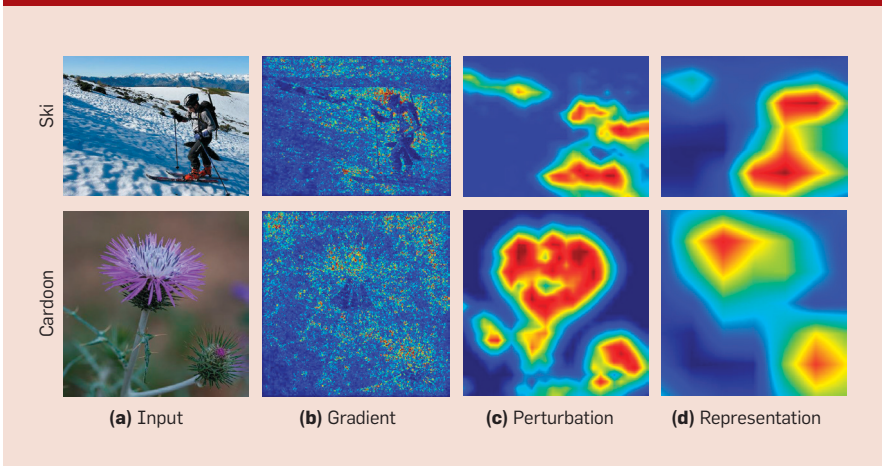 Ski
Cardoon
(a) Input
(b) Gradient
(c) Perturbation
(d) Representation